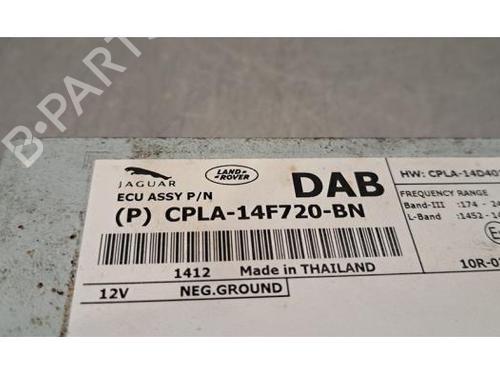 B-PARTS
JAGUAR
LAND ROVER
DAB
ECU ASSY P/N
(P) CPLA-14F720-BN
1412 Made in THAILAND
12V NEG.GROUND
HW: CPLA-14D40
FREQUENCY RANGE
Band-III :174 - 2
L-Band :1452 - 1
E
10R-0